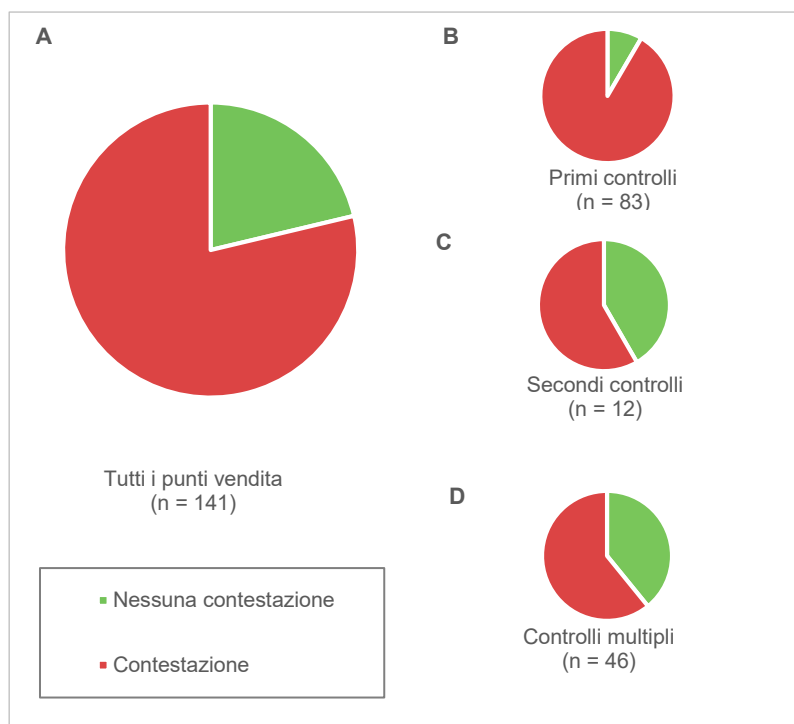 A
Tutti i punti vendita
(n = 141)
Nessuna contestazione
Contestazione
B
Primi controlli
(n = 83)
C
Secondi controlli
(n = 12)
D
Controlli multipli
(n = 46)